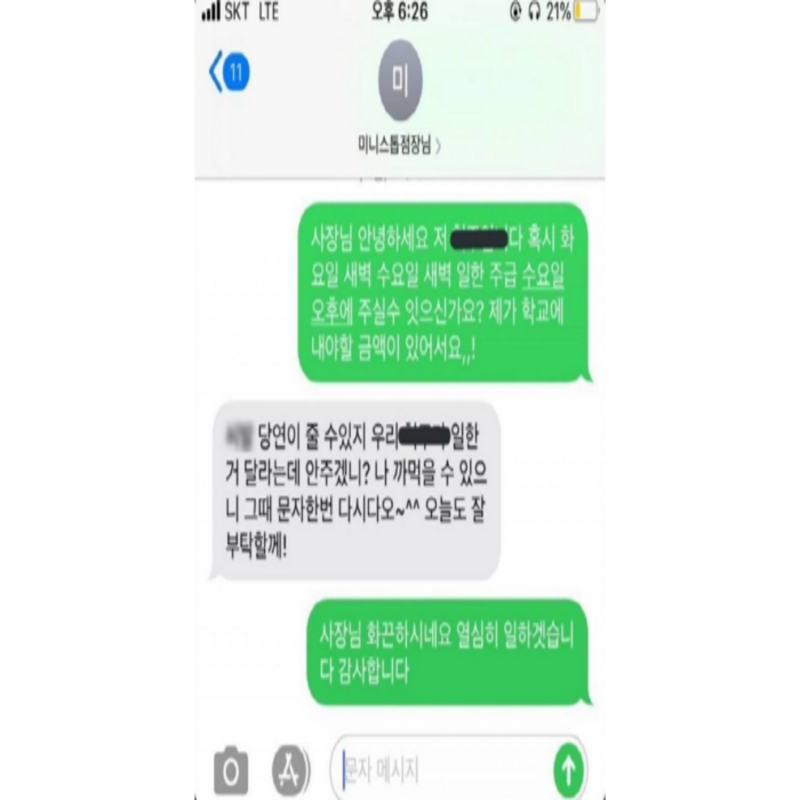 SKT LTE 오후 6:26 21%
11
미
미니스톱점장님
사장님 안녕하세요 저 다 혹시 화
요일 새벽 수요일 새벽 일한 주급 수요일
오후에 주실수 잇으신가요? 제가 학교에
내야할 금액이 있어서요,,!
당연이 줄 수있지 우리 일한
거 달라는데 안주겠니? 나 까먹을 수 있으
니 그때 문자한번 다시다오~^^ 오늘도 잘
부탁할께!
사장님 화끈하시네요 열심히 일하겟습니
다 감사합니다
문자 메시지